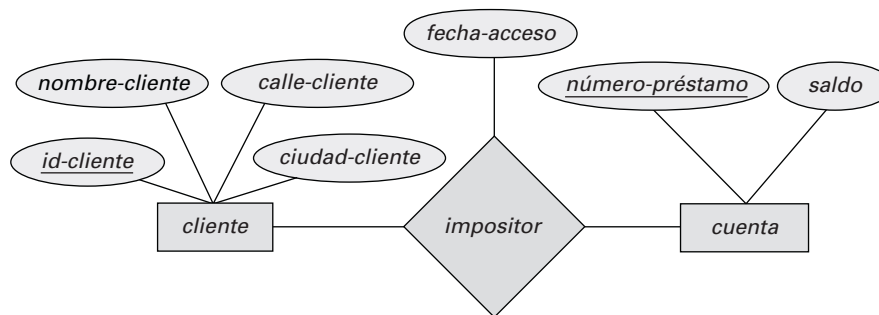 fecha-acceso
nombre-cliente
calle-cliente
número-préstamo
saldo
id-cliente
ciudad-cliente
cliente
impositor
cuenta